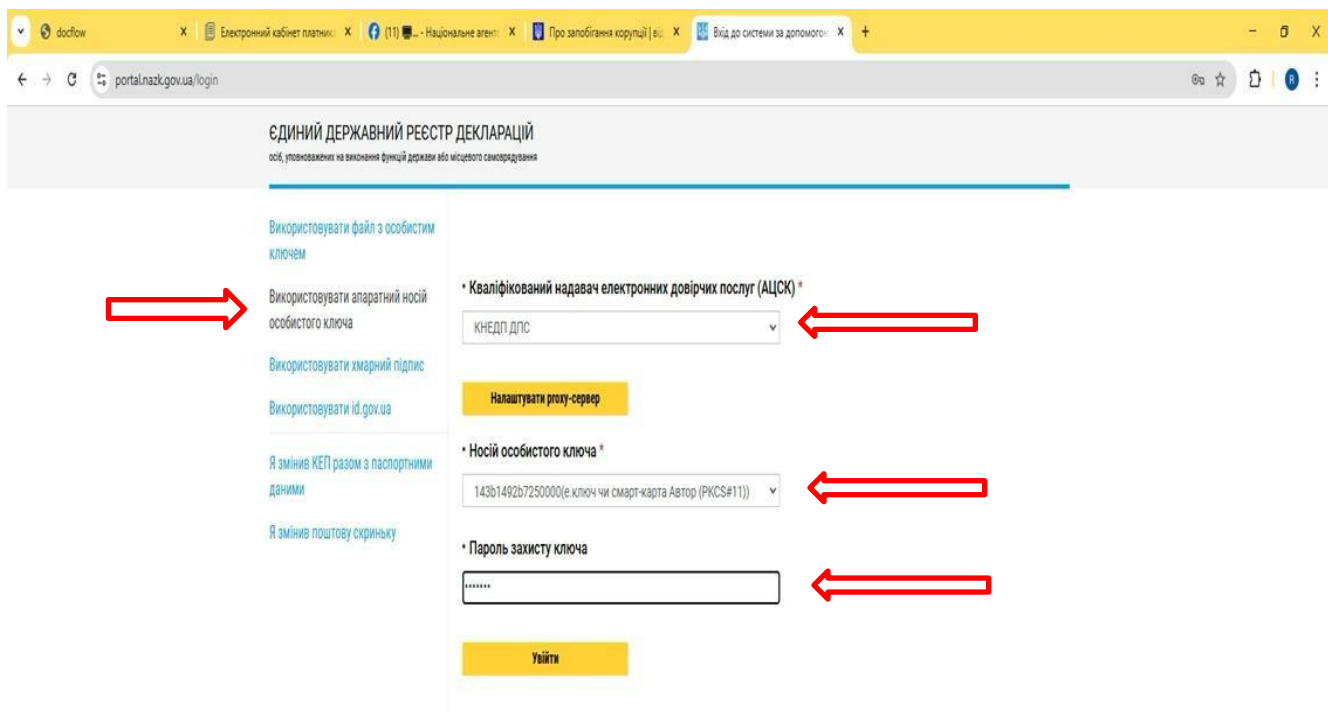 docflow
Електронний кабінет платник
(11) ... - Національне агент
Про запобігання корупції | від
Вхід до системи за допомогою
portal.nazk.gov.ua/login
R
ЄДИНИЙ ДЕРЖАВНИЙ РЕЄСТР ДЕКЛАРАЦІЙ
осіб, уповноважених на виконання функцій держави або місцевого самоврядування
Використовувати файл з особистим
ключем
Використовувати апаратний носій
особистого ключа
Використовувати хмарний підпис
Використовувати id.gov.ua
Я змінив КЕП разом з паспортними
даними
Я змінив поштову скриньку
• Кваліфікований надавач електронних довірчих послуг (АЦСК) *
КНЕДП ДПС
Налаштувати proxy-сервер
• Носій особистого ключа *
143b1492b7250000(е.ключ чи смарт-карта Автор (PKCS#11))
• Пароль захисту ключа
•••••••
Увійти